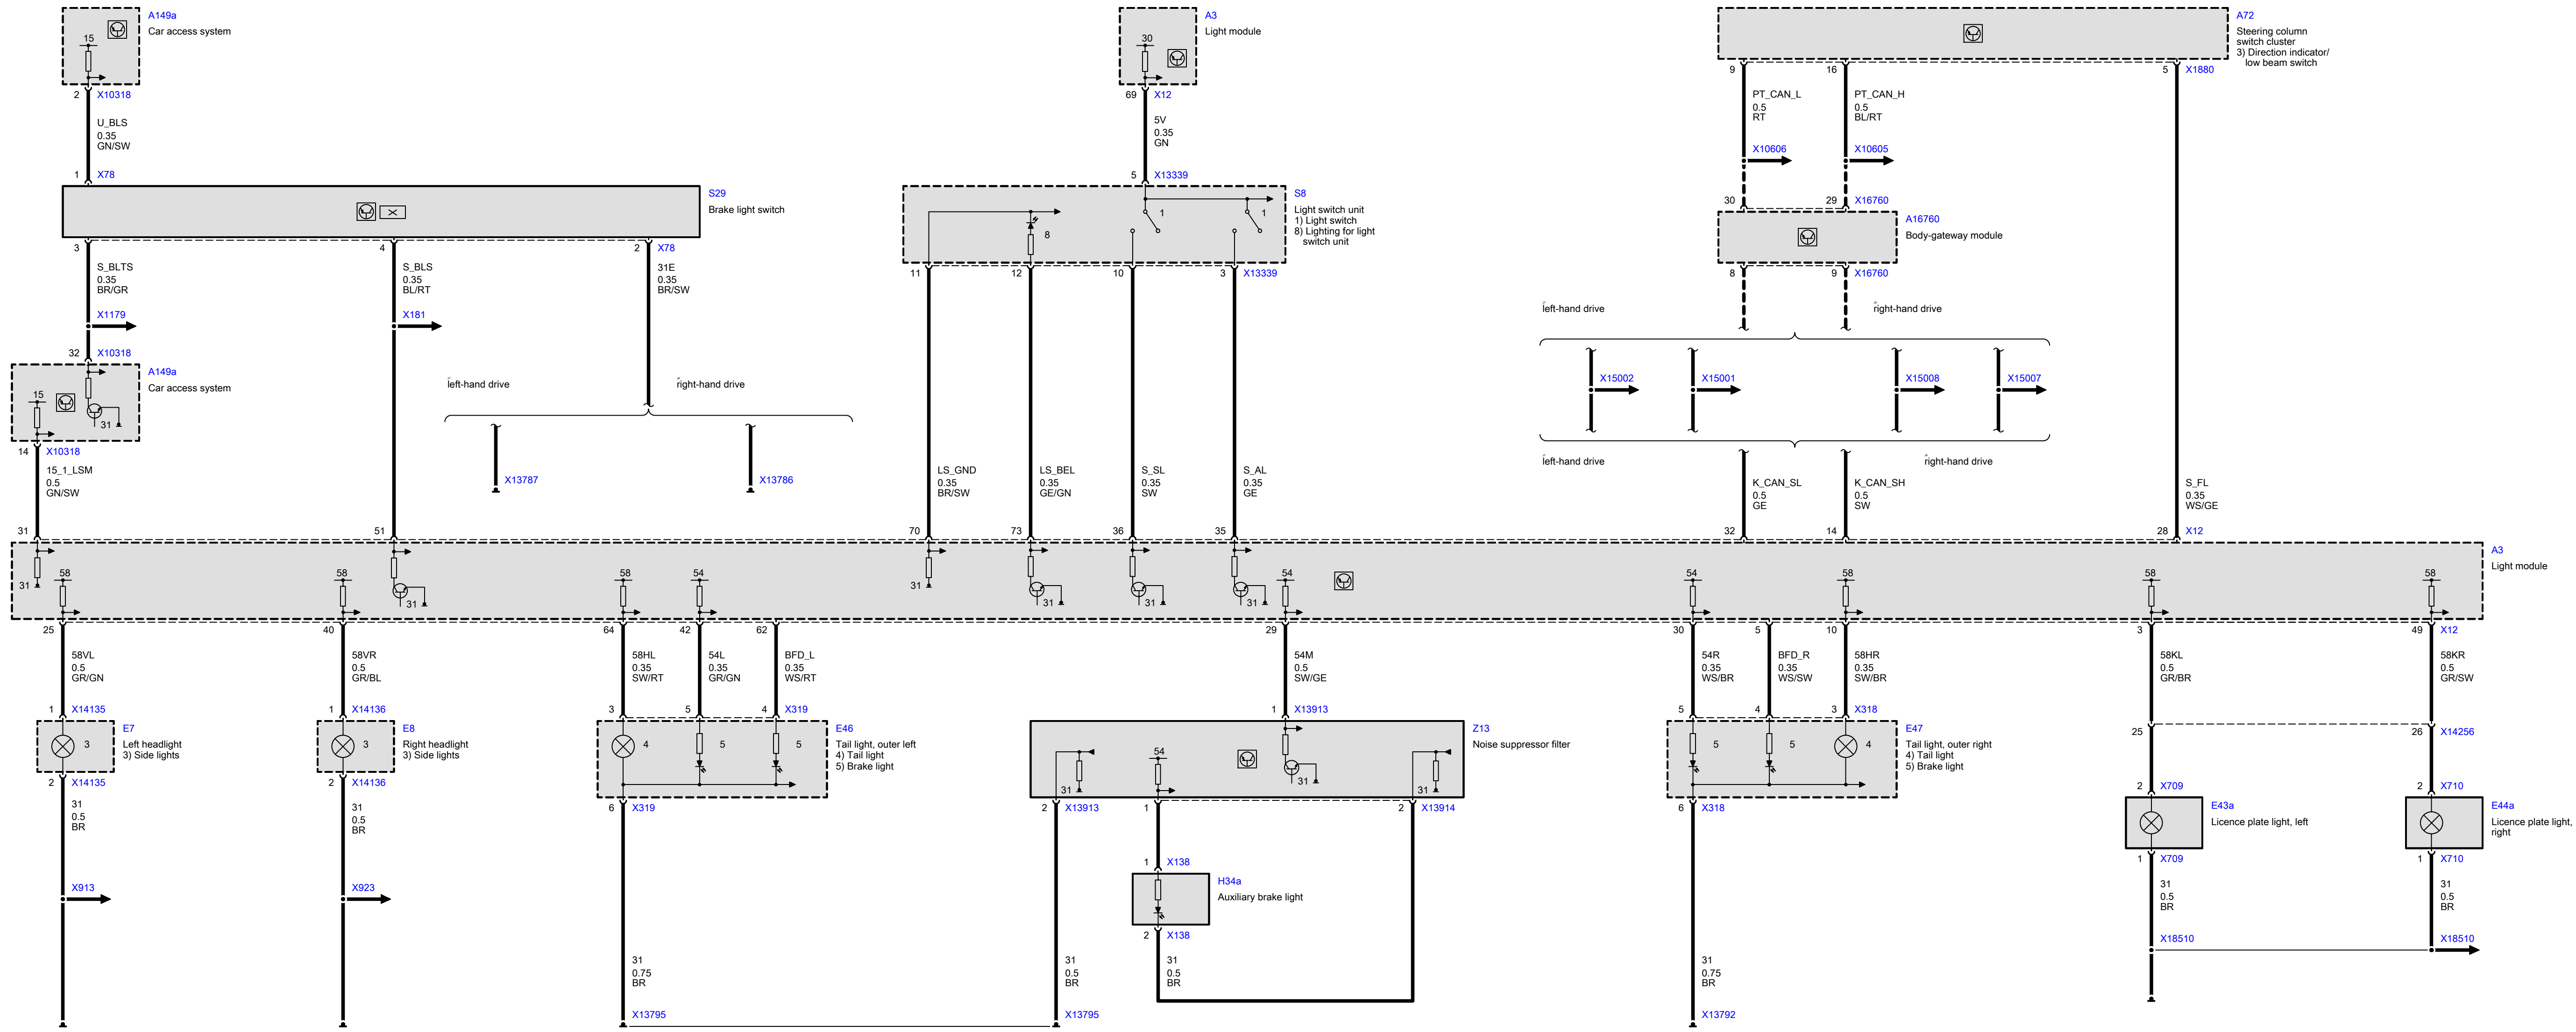 A149a
Car access system
15
2 X10318
U_BLS
0.35
GN/SW
1 X78
S29
Brake light switch
3
4
2 X78
S_BLTS
0.35
BR/GR
S_BLS
0.35
BL/RT
31E
0.35
BR/SW
X1179
X181
32 X10318
A149a
Car access system
15
31
14 X10318
15_1_LSM
0.5
GN/SW
left-hand drive
right-hand drive
X13787
X13786
A3
Light module
30
69 X12
5V
0.35
GN
5 X13339
S8
Light switch unit
1) Light switch
8) Lighting for light
switch unit
8
1
1
11
12
10
3 X13339
LS_GND
0.35
BR/SW
LS_BEL
0.35
GE/GN
S_SL
0.35
SW
S_AL
0.35
GE
A72
Steering column
switch cluster
3) Direction indicator/
low beam switch
9
16
5 X1880
PT_CAN_L
0.5
RT
PT_CAN_H
0.5
BL/RT
X10606
X10605
30
29 X16760
A16760
Body-gateway module
8
9 X16760
left-hand drive
right-hand drive
X15002
X15001
X15008
X15007
left-hand drive
right-hand drive
K_CAN_SL
0.5
GE
K_CAN_SH
0.5
SW
S_FL
0.35
WS/GE
31
51
70
73
36
35
32
14
28 X12
A3
Light module
31
58
58
31
58
54
31
31
31
31
54
54
58
58
58
25
40
64
42
62
29
30
5
10
3
49 X12
58VL
0.5
GR/GN
58VR
0.5
GR/BL
58HL
0.35
SW/RT
54L
0.35
GR/GN
BFD_L
0.35
WS/RT
54M
0.5
SW/GE
54R
0.35
WS/BR
BFD_R
0.35
WS/SW
58HR
0.35
SW/BR
58KL
0.5
GR/BR
58KR
0.5
GR/SW
1 X14135
E7
Left headlight
3) Side lights
3
2 X14135
31
0.5
BR
X913
1 X14136
E8
Right headlight
3) Side lights
3
2 X14136
31
0.5
BR
X923
3
5
4 X319
E46
Tail light, outer left
4) Tail light
5) Brake light
4
5
5
6 X319
31
0.75
BR
X13795
1 X13913
Z13
Noise suppressor filter
31
54
31
31
2 X13913
1
2 X13914
1 X138
H34a
Auxiliary brake light
2 X138
31
0.5
BR
31
0.5
BR
X13795
5
4
3 X318
E47
Tail light, outer right
4) Tail light
5) Brake light
5
5
4
6 X318
31
0.75
BR
X13792
25
26 X14256
2 X709
E43a
Licence plate light, left
1 X709
31
0.5
BR
X18510
2 X710
E44a
Licence plate light,
right
1 X710
31
0.5
BR
X18510